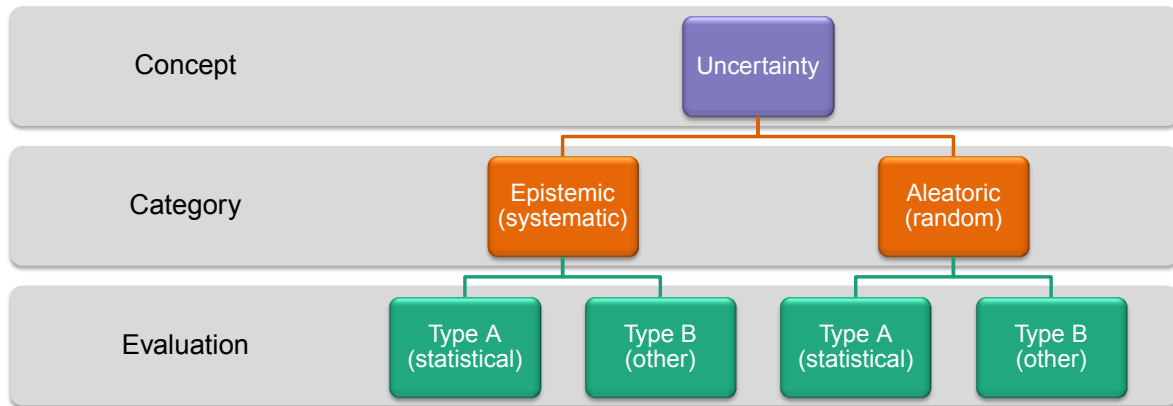 Concept
Uncertainty
Category
Epistemic
(systematic)
Aleatoric
(random)
Evaluation
Type A
(statistical)
Type B
(other)
Type A
(statistical)
Type B
(other)